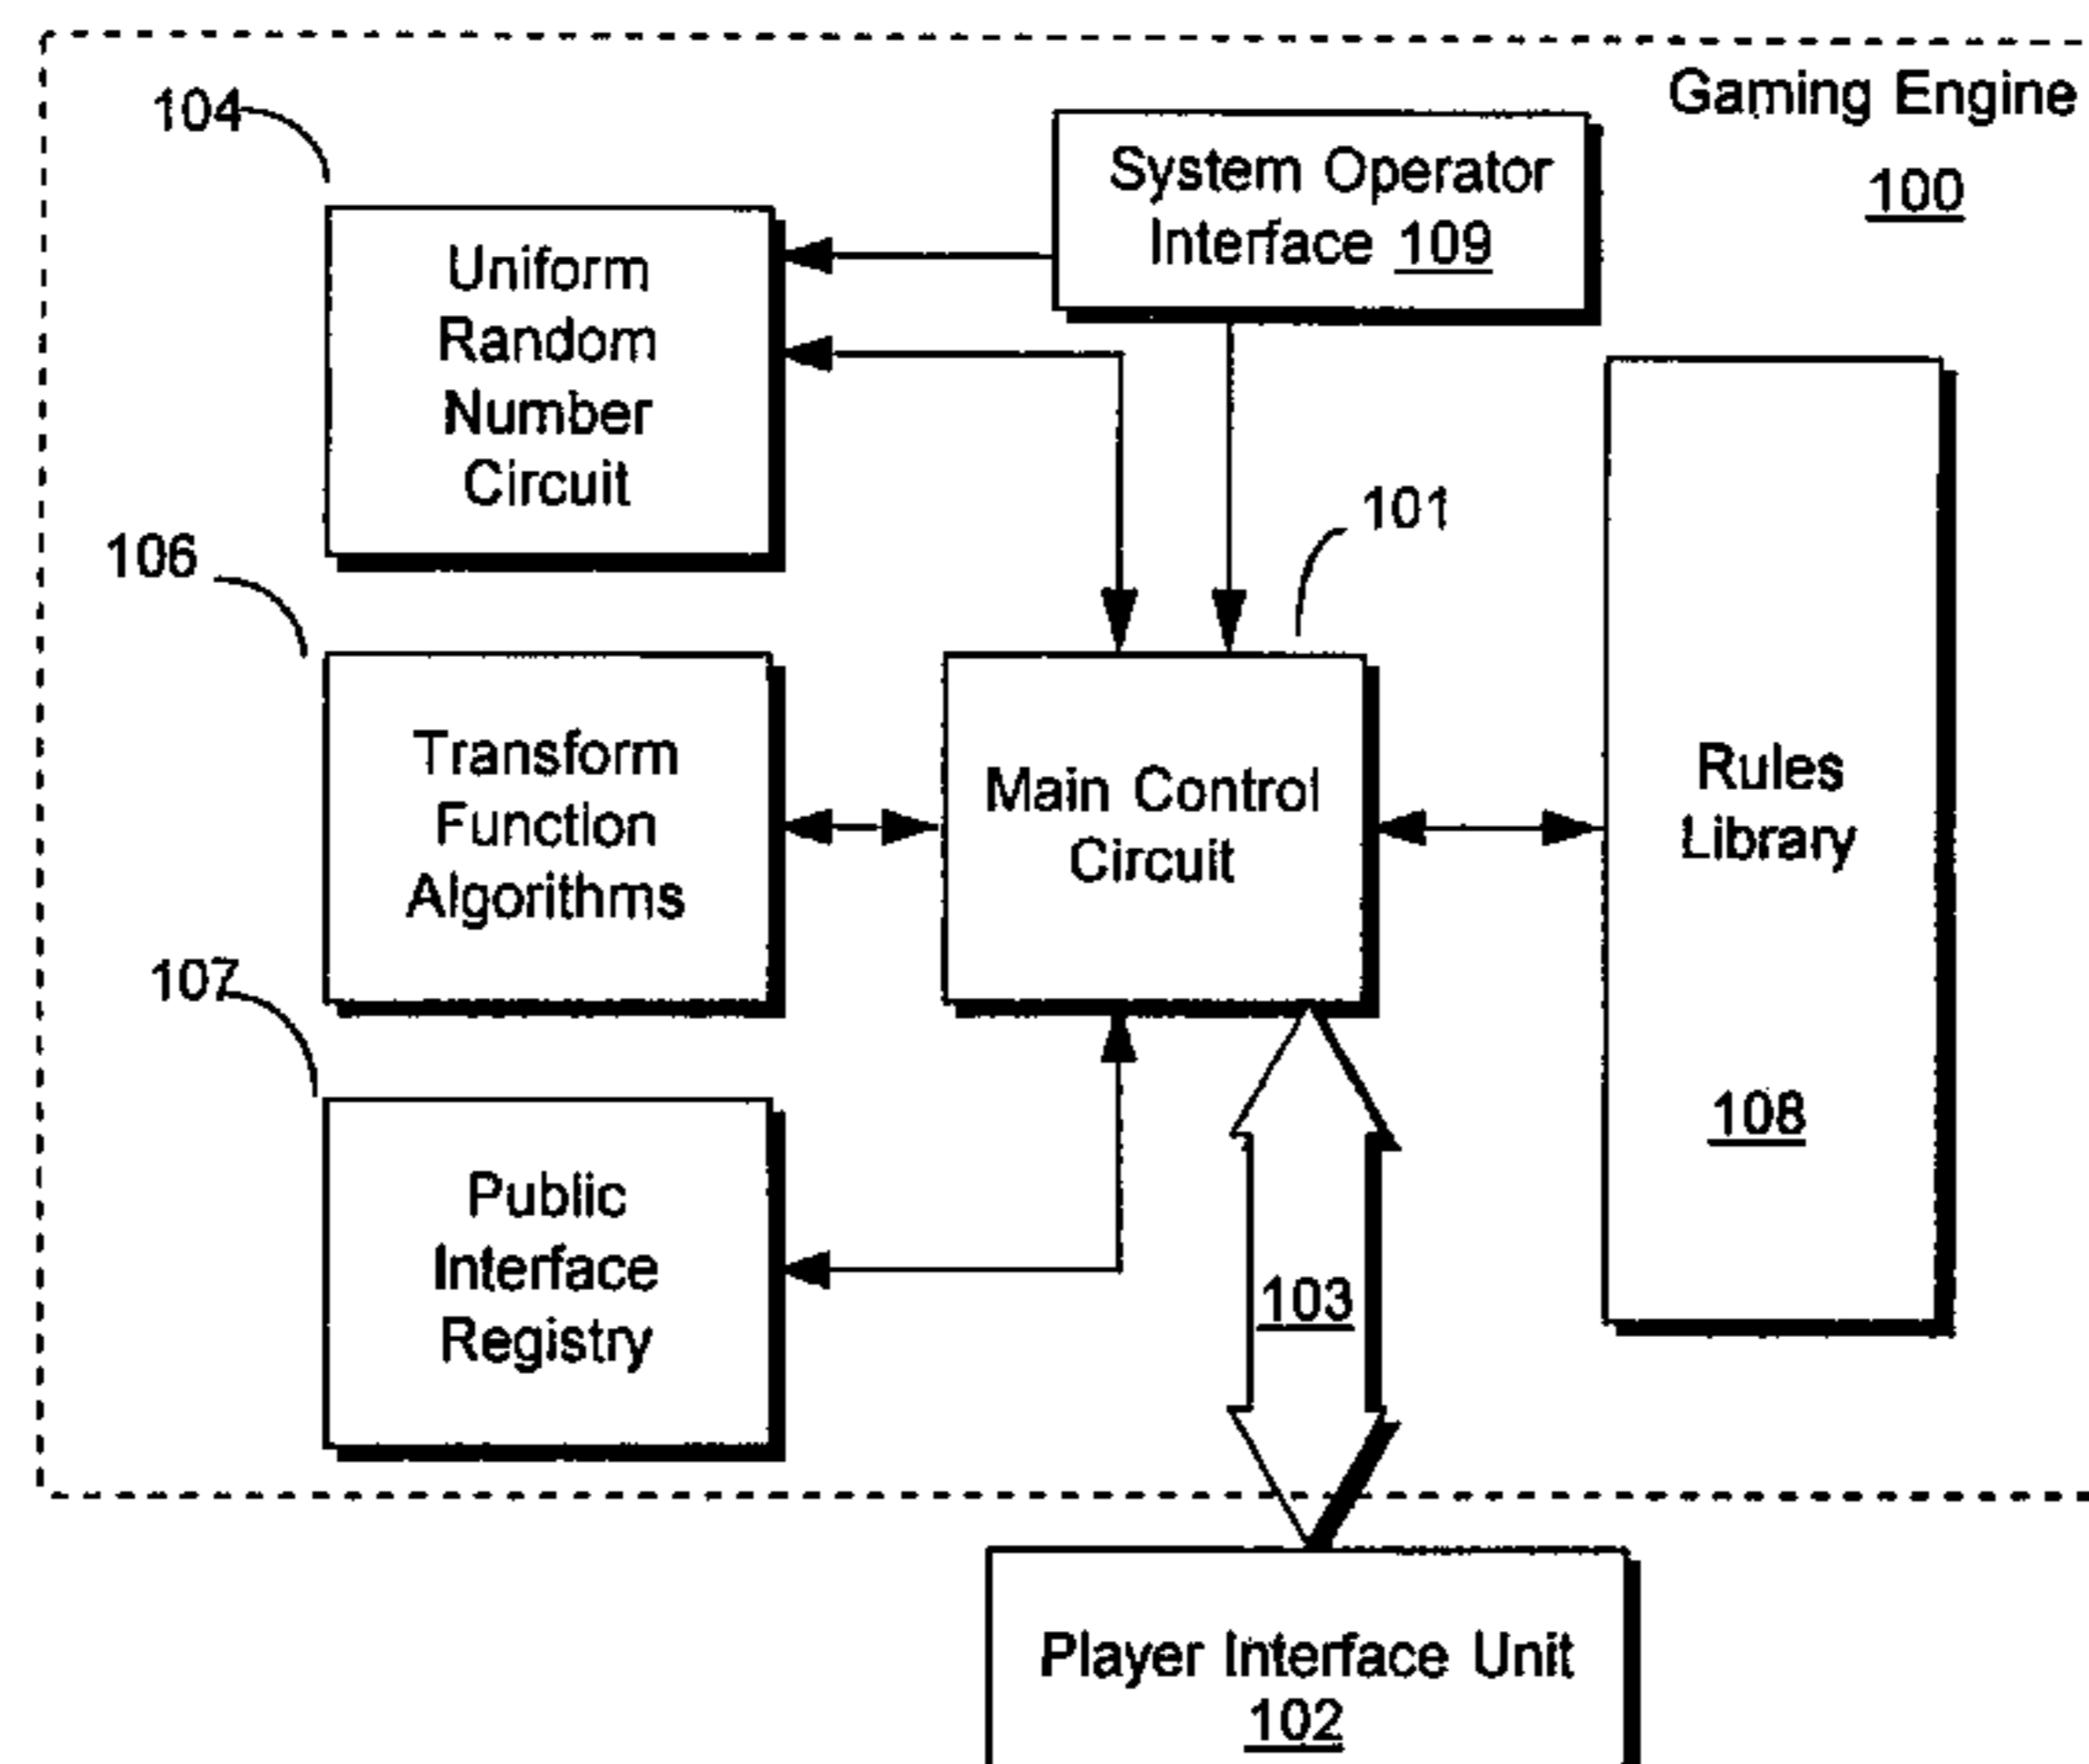 Gaming Engine
100
104
System Operator
Interface 109
Uniform
Random
Number
Circuit
101
106
Transform
Function
Algorithms
Main Control
Circuit
Rules
Library
108
107
Public
Interface
Registry
103
Player Interface Unit
102